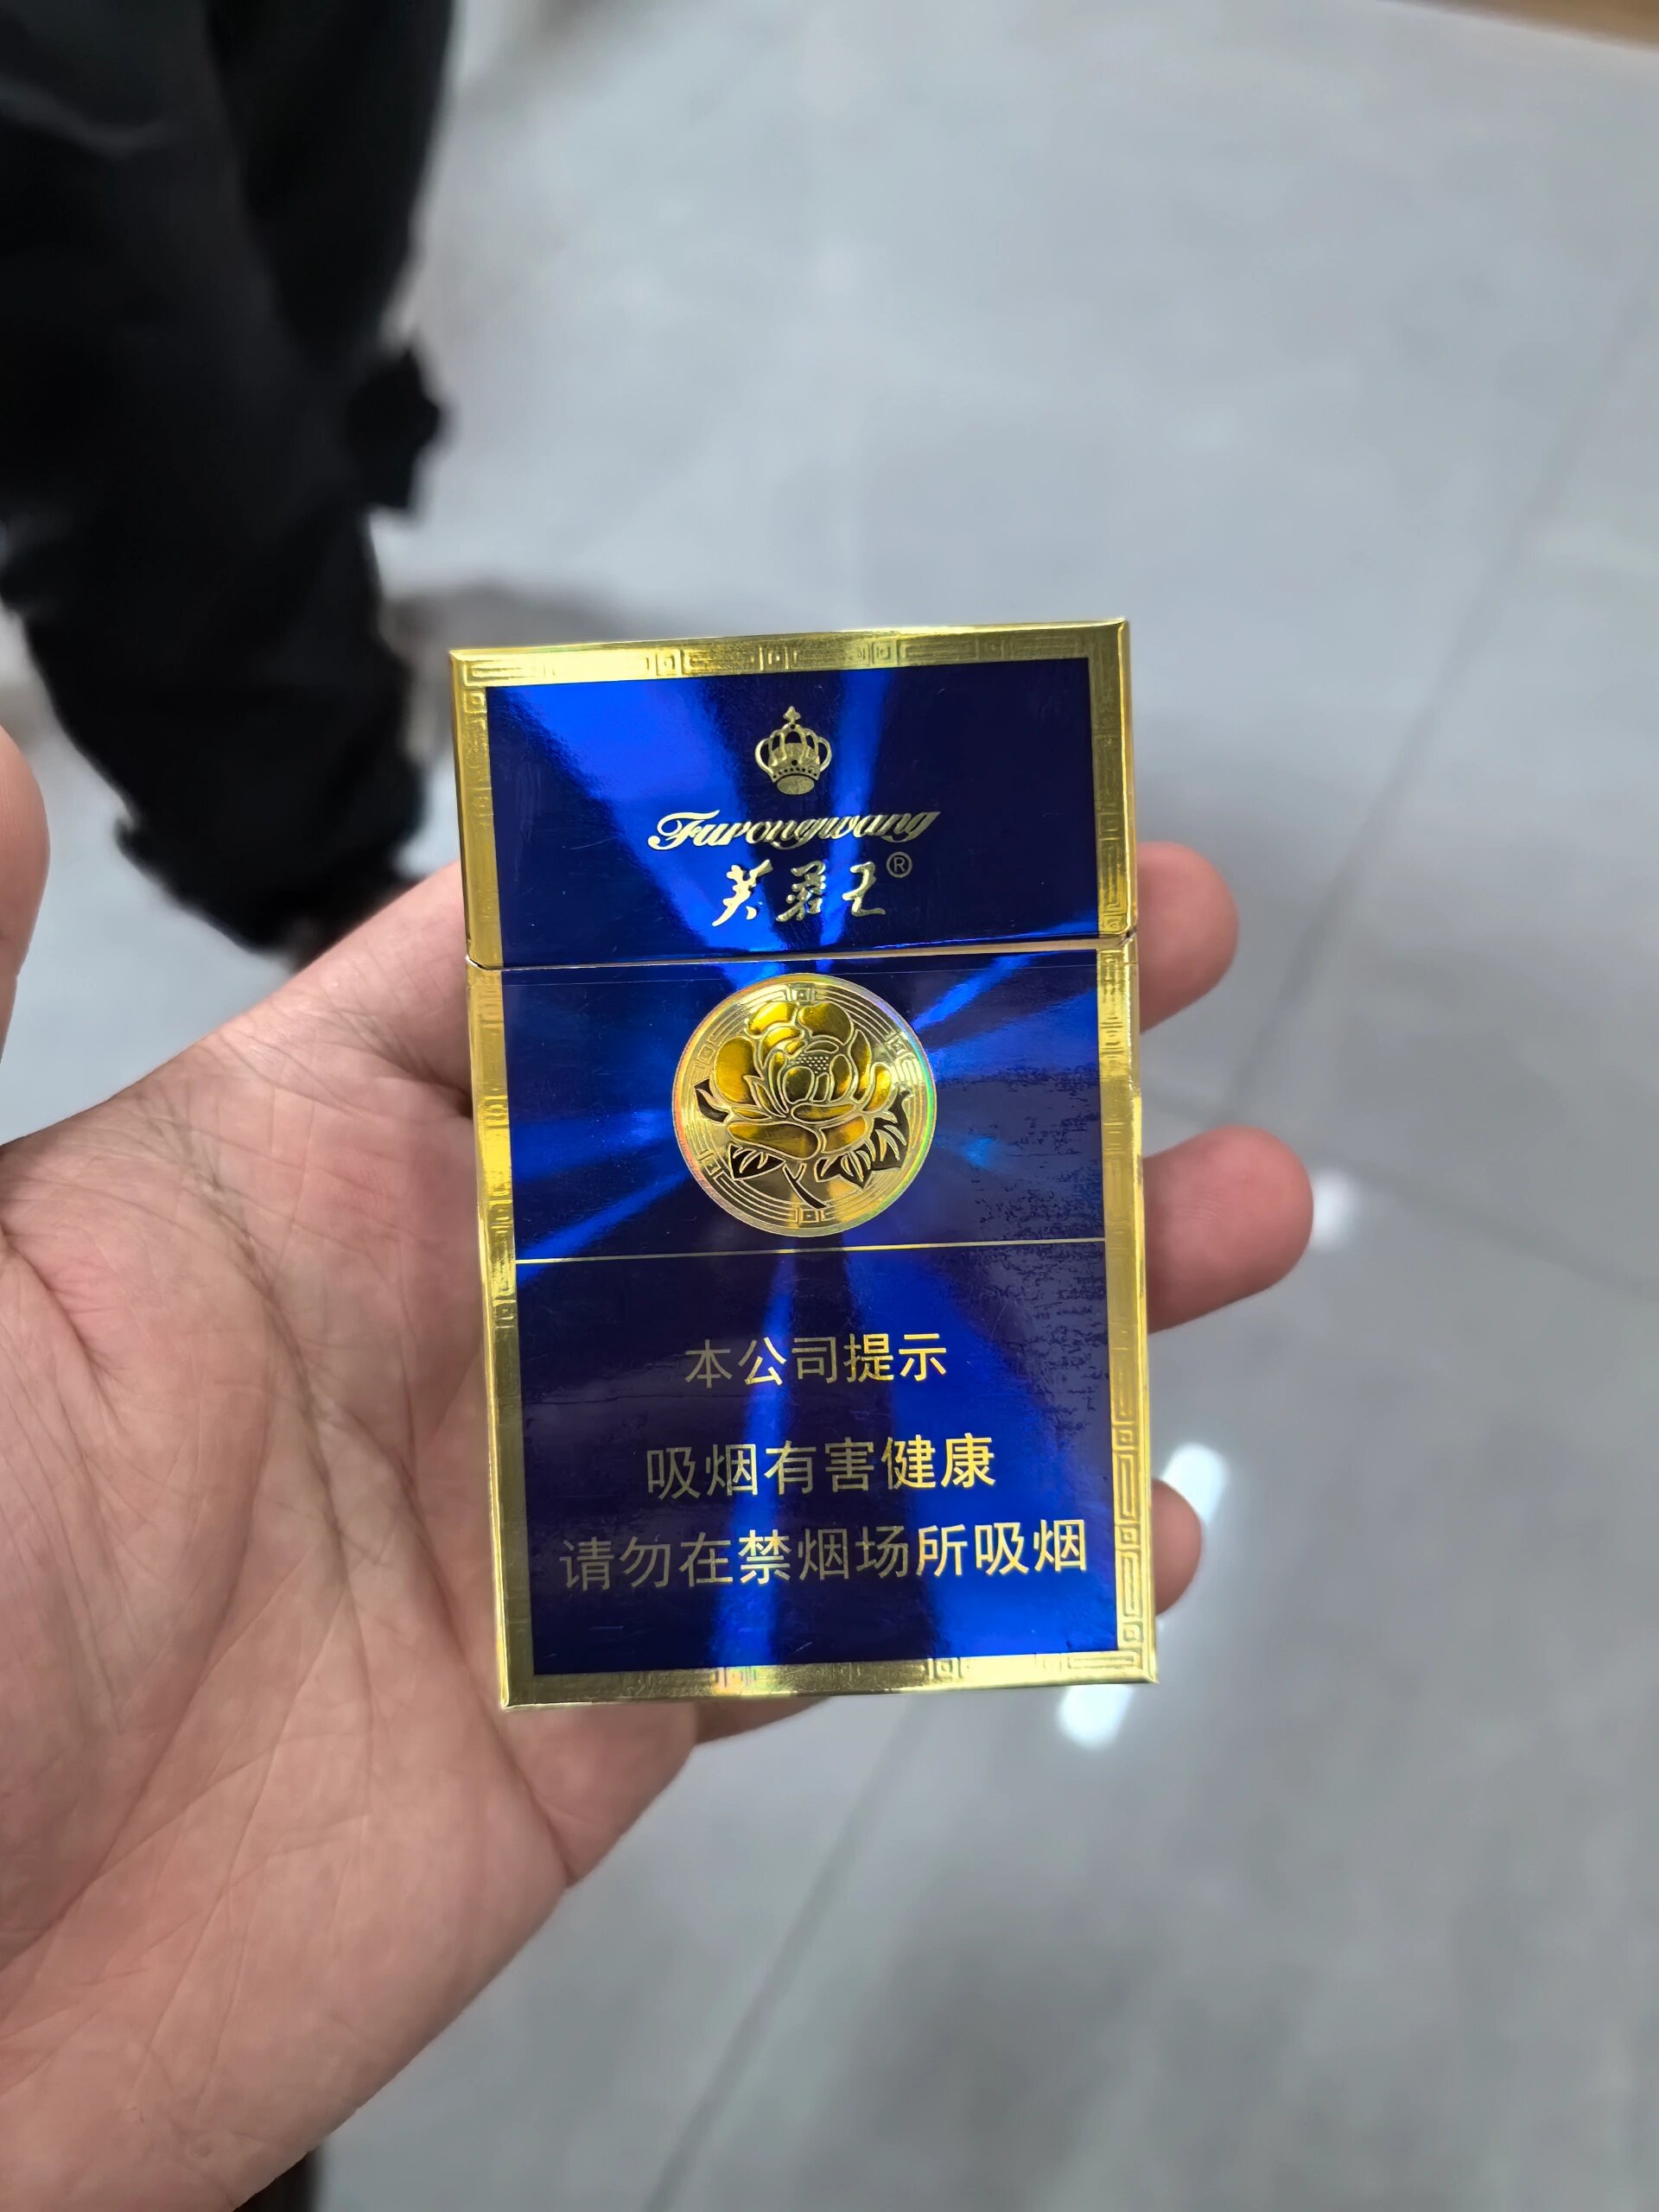 Furongwang
芙蓉王®
本公司提示
吸烟有害健康
请勿在禁烟场所吸烟